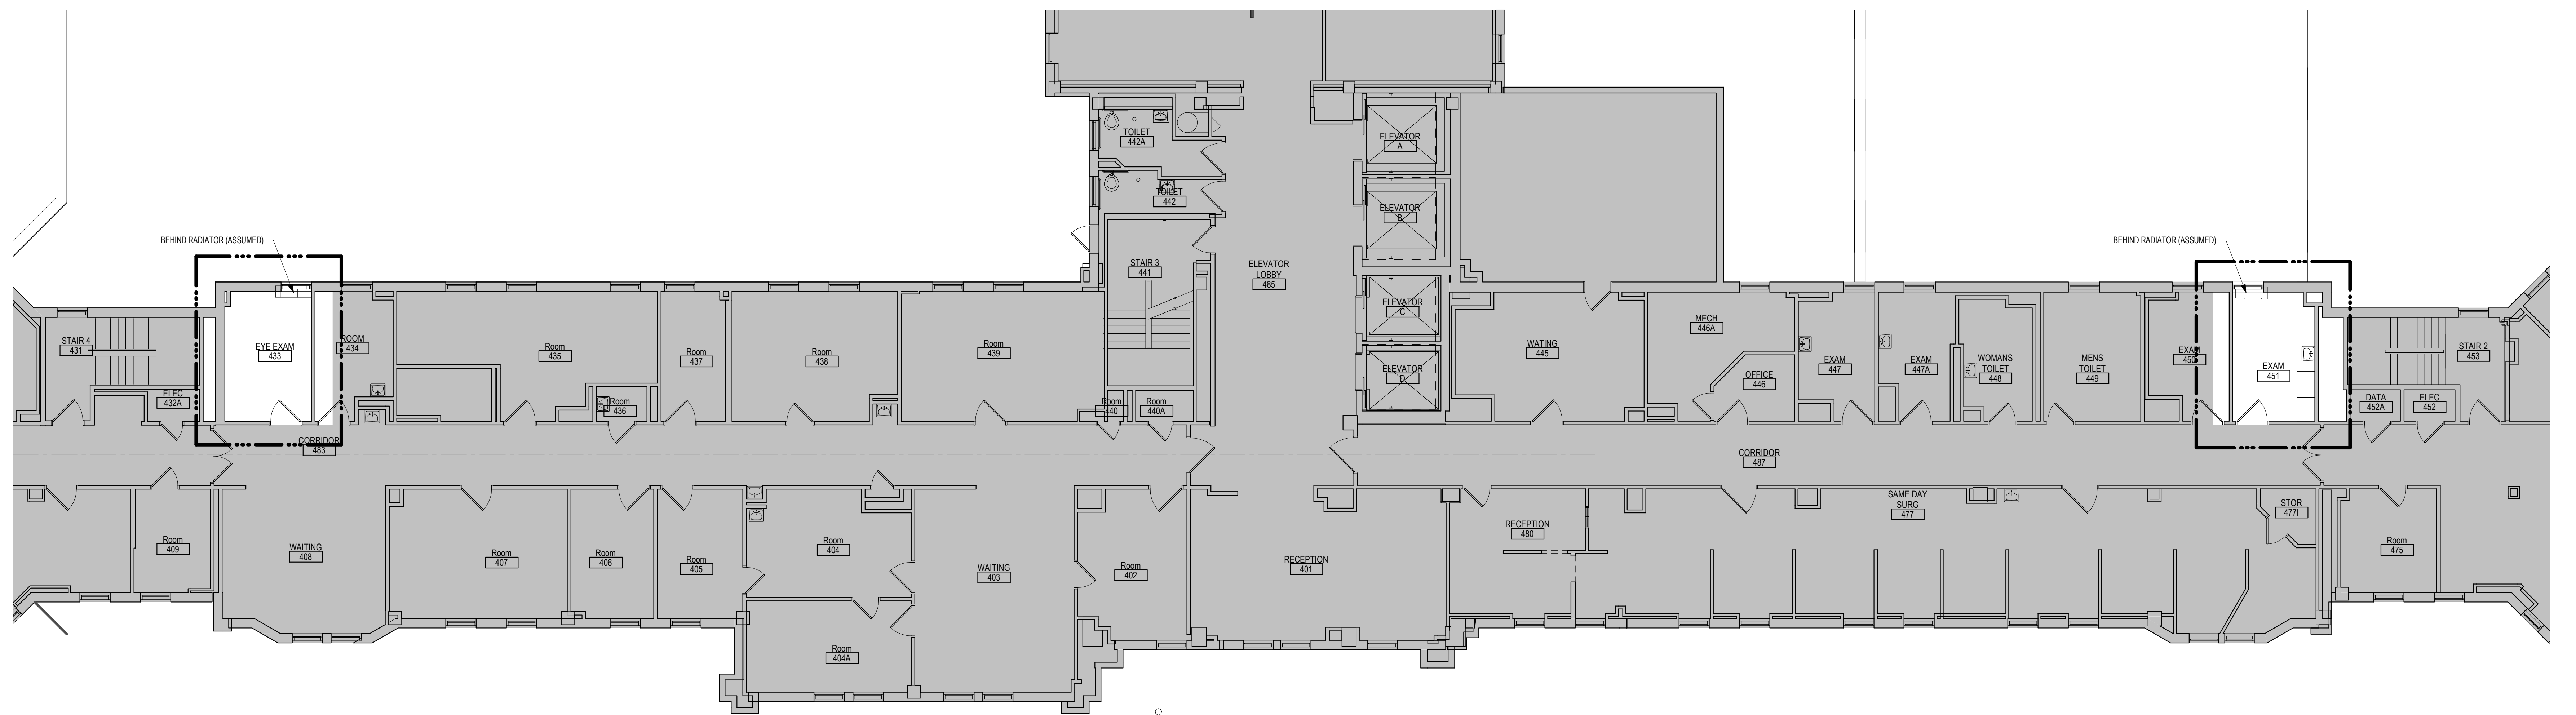 TOILET
442A
TOILET
442
ELEVATOR
A
ELEVATOR
B
BEHIND RADIATOR (ASSUMED)
BEHIND RADIATOR (ASSUMED)
STAIR 3
441
ELEVATOR
LOBBY
485
ELEVATOR
C
ELEVATOR
D
STAIR 4
431
EYE EXAM
433
ROOM
434
Room
435
Room
437
Room
438
Room
439
WATING
445
MECH
446A
OFFICE
446
EXAM
447
EXAM
447A
WOMANS
TOILET
448
MENS
TOILET
449
EXAM
450
EXAM
451
STAIR 2
453
ELEC
432A
Room
436
Room
440
Room
440A
DATA
452A
ELEC
452
CORRIDOR
483
CORRIDOR
487
Room
409
WAITING
408
Room
407
Room
406
Room
405
Room
404
WAITING
403
Room
402
RECEPTION
401
RECEPTION
480
SAME DAY
SURG
477
STOR
477I
Room
475
Room
404A